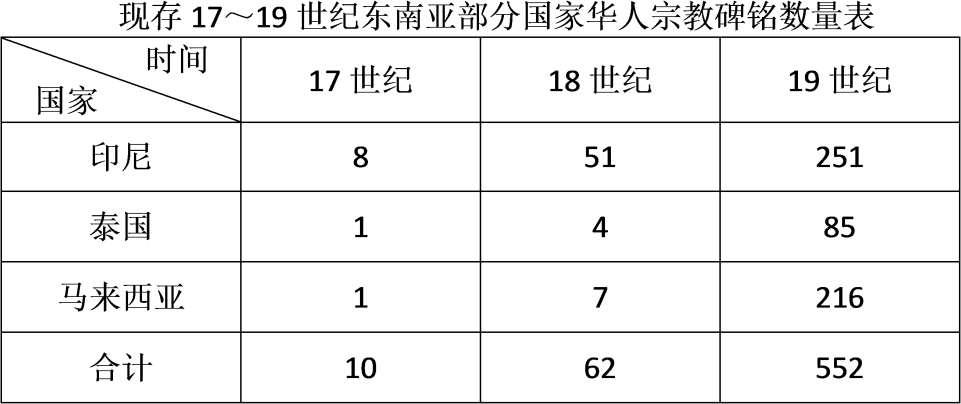 现存 17～19 世纪东南亚部分国家华人宗教碑铭数量表
时间
国家 17 世纪 18 世纪 19 世纪
印尼 8 51 251
泰国 1 4 85
马来西亚 1 7 216
合计 10 62 552